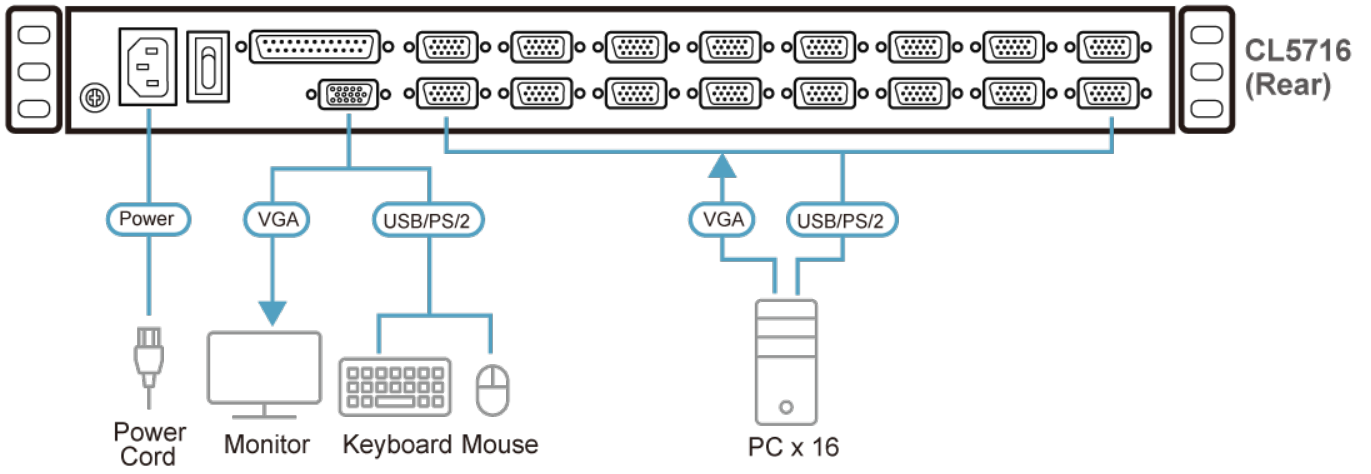 CL5716
(Rear)
Power
VGA
USB/PS/2
VGA
USB/PS/2
Power
Cord
Monitor
Keyboard
Mouse
PC x 16